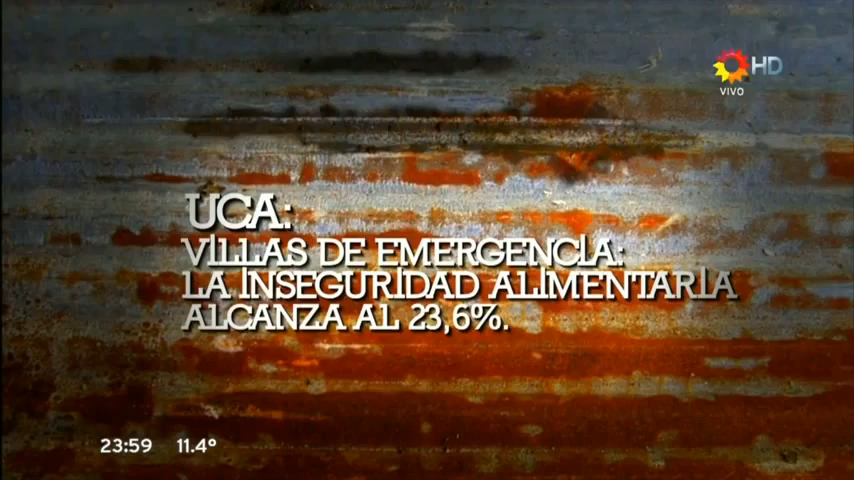 HD
VIVO
UCA:
VILLAS DE EMERGENCIA:
LA INSEGURIDAD ALIMENTARIA
ALCANZA AL 23,6%.
23:59 11.4°